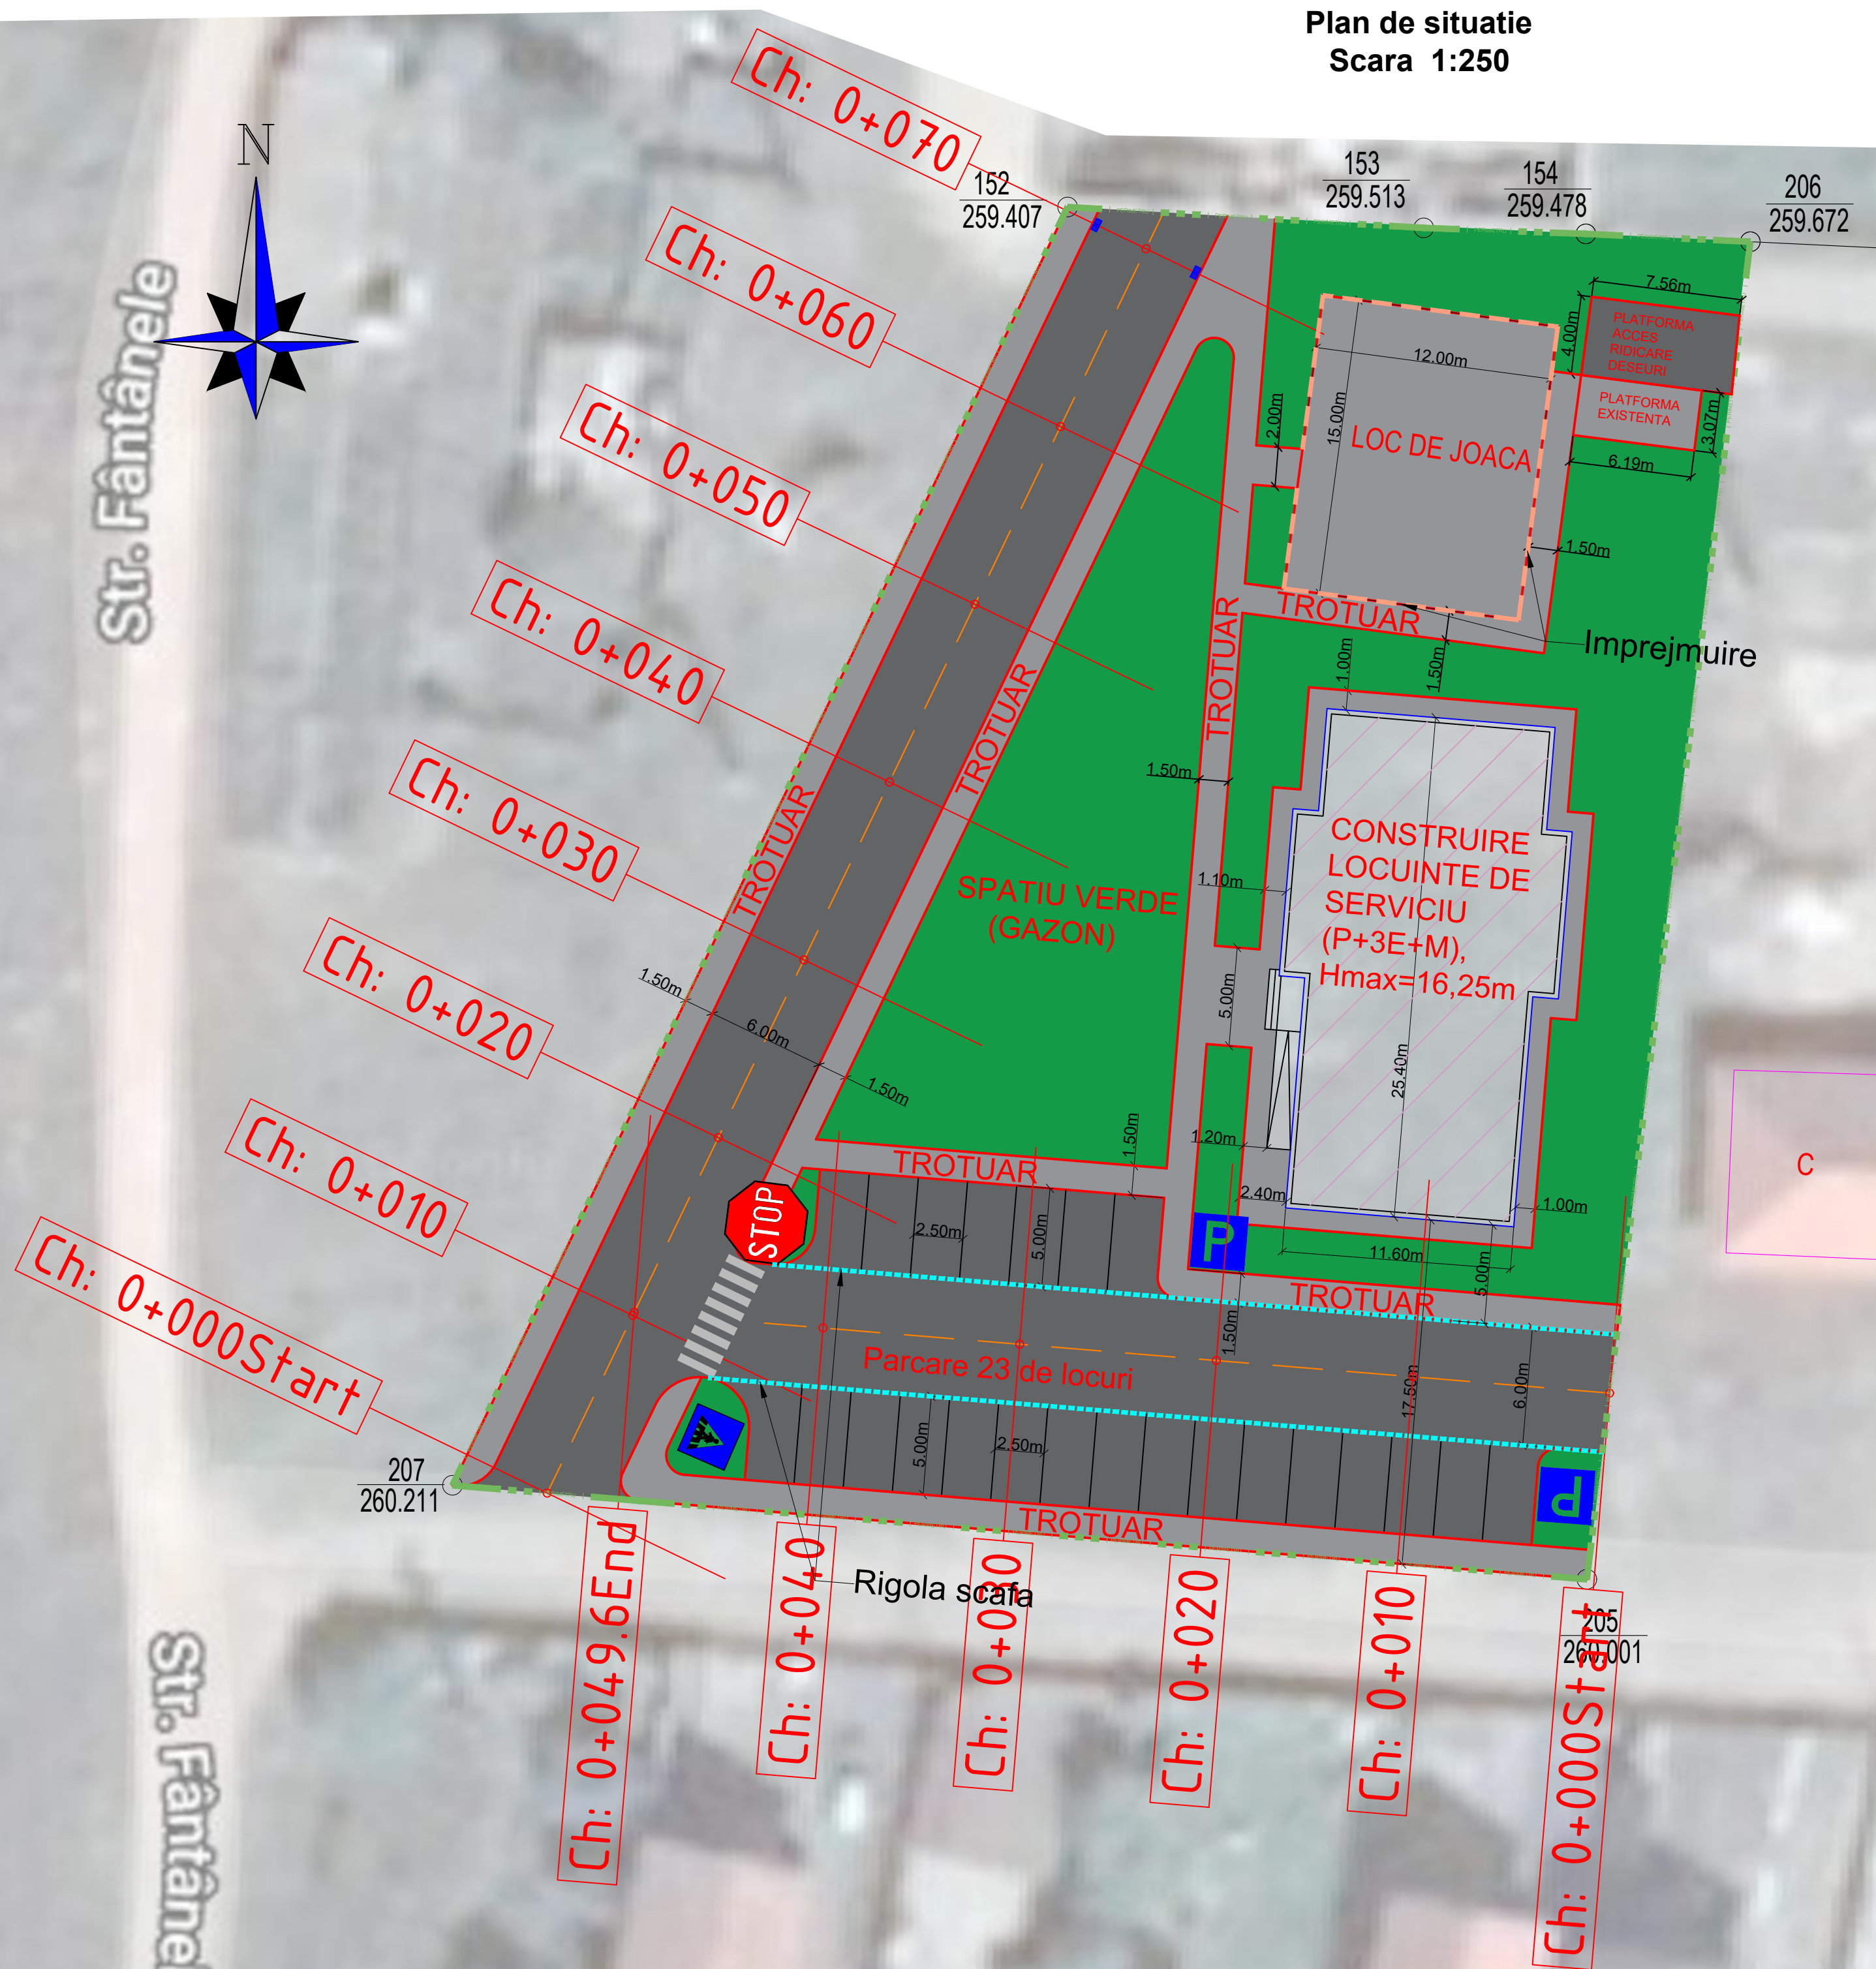 Plan de situatie
Scara 1:250
N
Ch: 0+070
Ch: 0+060
Ch: 0+050
Ch: 0+040
Ch: 0+030
Ch: 0+020
Ch: 0+010
Ch: 0+000Start
152
259.407
153
259.513
154
259.478
206
259.672
Str. Fântânele
7.56m
4.00m
PLATFORMA
ACCES
RIDICARE
DESEURI
PLATFORMA
EXISTENTA
3.07m
6.19m
12.00m
15.00m
2.00m
LOC DE JOACA
1.50m
TROTUAR
Imprejmuire
1.00m
1.50m
TROTUAR
TROTUAR
TROTUAR
1.50m
CONSTRUIRE
LOCUINTE DE
SERVICIU
(P+3E+M),
Hmax=16,25m
1.10m
SPATIU VERDE
(GAZON)
5.00m
25.40m
1.50m
6.00m
1.50m
1.50m
1.20m
TROTUAR
2.40m
1.00m
C
STOP
2.50m
5.00m
P
11.60m
5.00m
TROTUAR
1.50m
Parcare 23 de locuri
17.50m
6.00m
5.00m
2.50m
P
207
260.211
TROTUAR
Rigola scafa
205
260.001
Ch: 0+049.6End
Ch: 0+040
Ch: 0+030
Ch: 0+020
Ch: 0+010
Ch: 0+000Start
Str. Fântânel